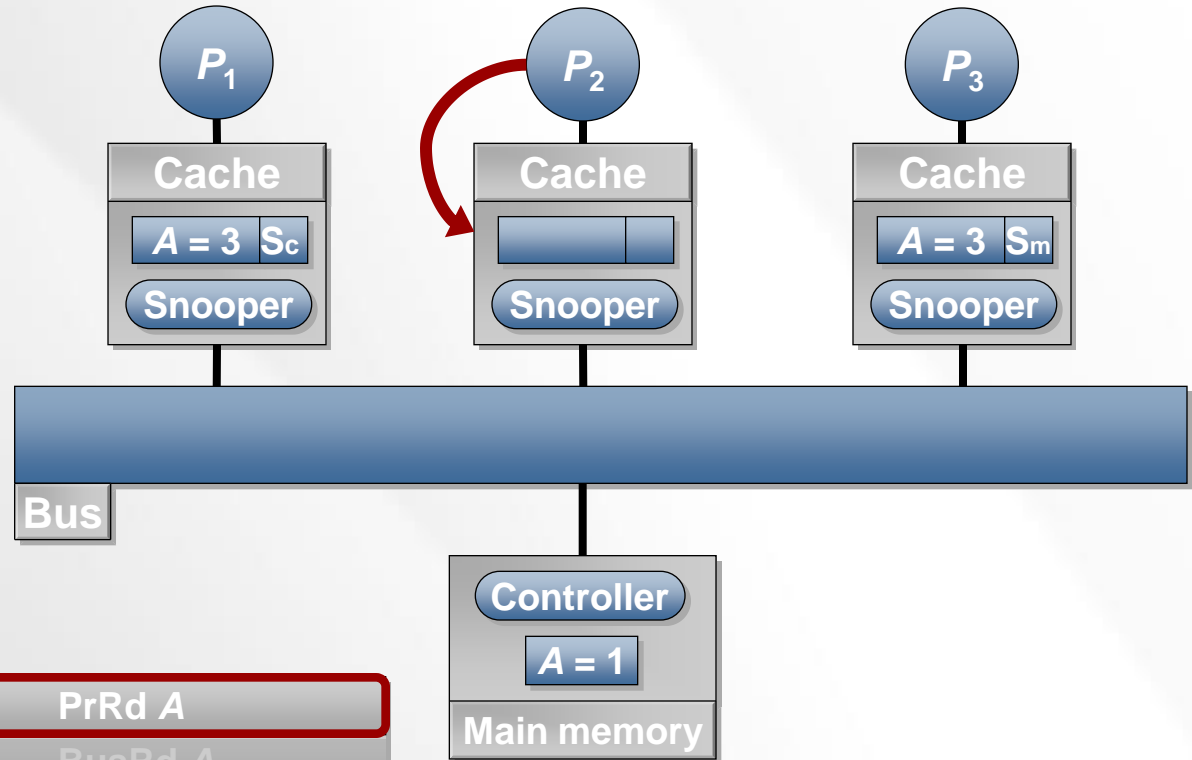 P1 P2 P3
Cache Cache Cache
A = 3 Sc A = 3 Sm
Snooper Snooper Snooper
Bus
Controller
A = 1
Main memory
PrRd A
BusRd A